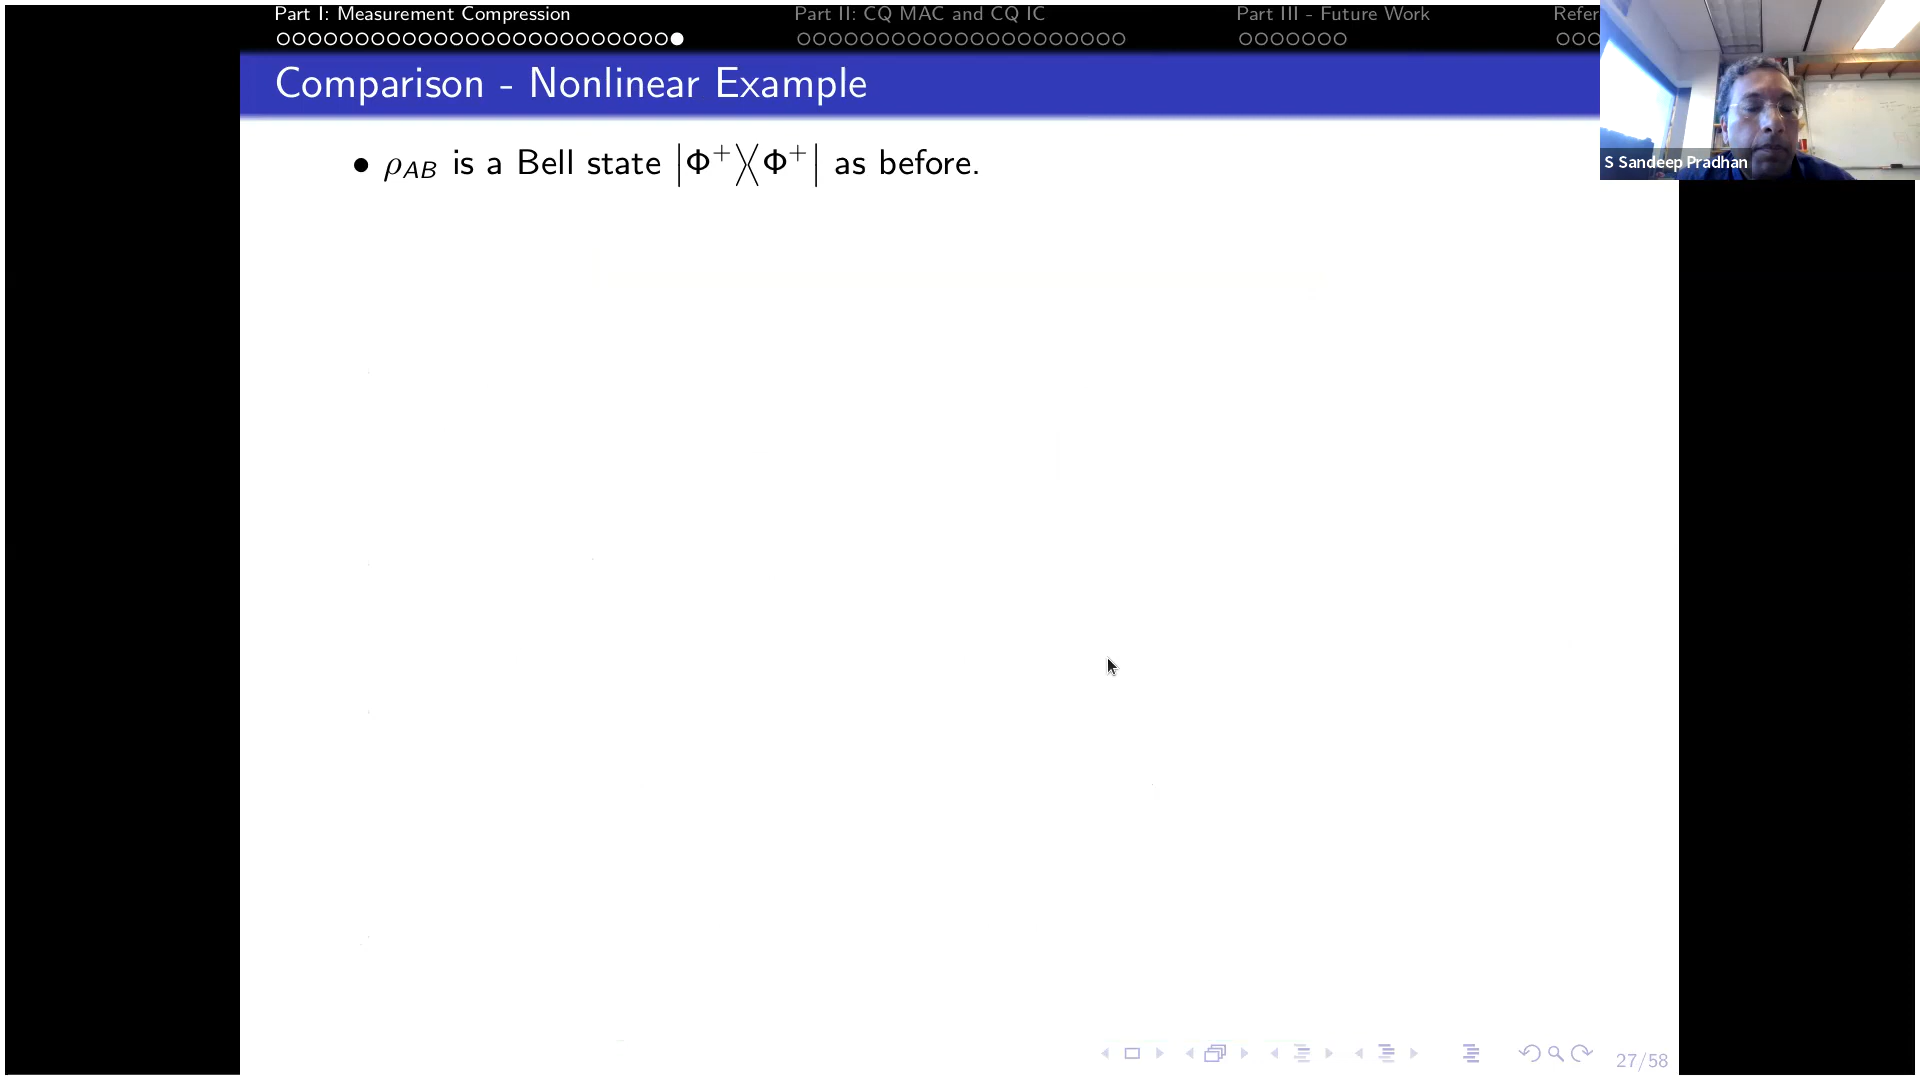 Part I: Measurement Compression Part II: CQ MAC and CQ IC Part III - Future Work Refer
Comparison - Nonlinear Example
S Sandeep Pradhan
• ρ_AB is a Bell state |Φ⁺⟩⟨Φ⁺| as before.
27/58